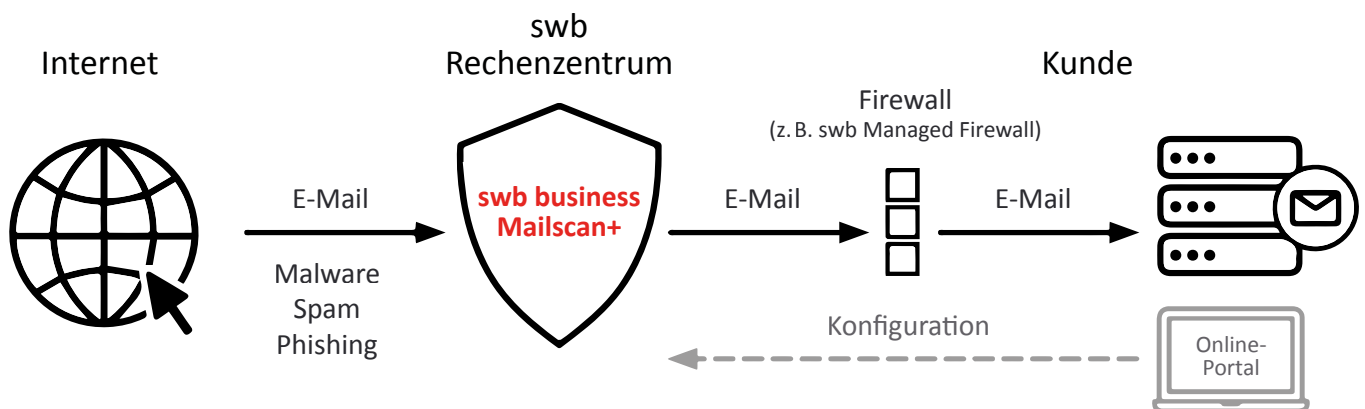 Internet
swb
Rechenzentrum
Kunde
Firewall
(z. B. swb Managed Firewall)
E-Mail
swb business
Mailscan+
E-Mail
E-Mail
Malware
Spam
Phishing
Konfiguration
Online-
Portal